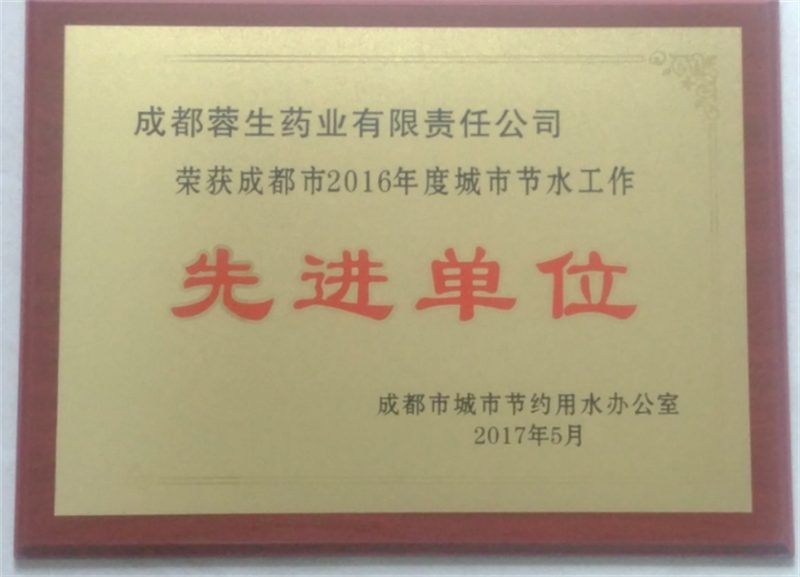 成都蓉生药业有限责任公司
荣获成都市2016年度城市节水工作
先进单位
成都市城市节约用水办公室
2017年5月